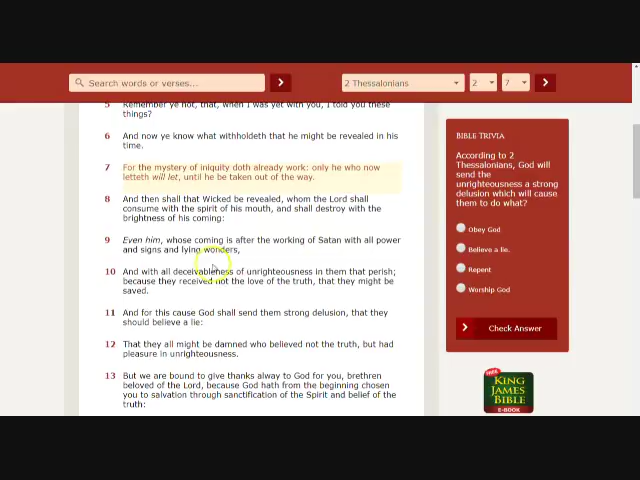 Search words or verses...
2 Thessalonians
2
7
5 Remember ye not, that, when I was yet with you, I told you these
things?
6 And now ye know what withholdeth that he might be revealed in his
time.
7 For the mystery of iniquity doth already work: only he who now
letteth will let, until he be taken out of the way.
8 And then shall that Wicked be revealed, whom the Lord shall
consume with the spirit of his mouth, and shall destroy with the
brightness of his coming:
9 Even him, whose coming is after the working of Satan with all power
and signs and lying wonders,
10 And with all deceivableness of unrighteousness in them that perish;
because they received not the love of the truth, that they might be
saved.
11 And for this cause God shall send them strong delusion, that they
should believe a lie:
12 That they all might be damned who believed not the truth, but had
pleasure in unrighteousness.
13 But we are bound to give thanks alway to God for you, brethren
beloved of the Lord, because God hath from the beginning chosen
you to salvation through sanctification of the Spirit and belief of the
truth:
BIBLE TRIVIA
According to 2
Thessalonians, God will
send the
unrighteousness a strong
delusion which will cause
them to do what?
Obey God
Believe a lie.
Repent
Worship God
Check Answer
FREE
KING
JAMES
BIBLE
E-BOOK